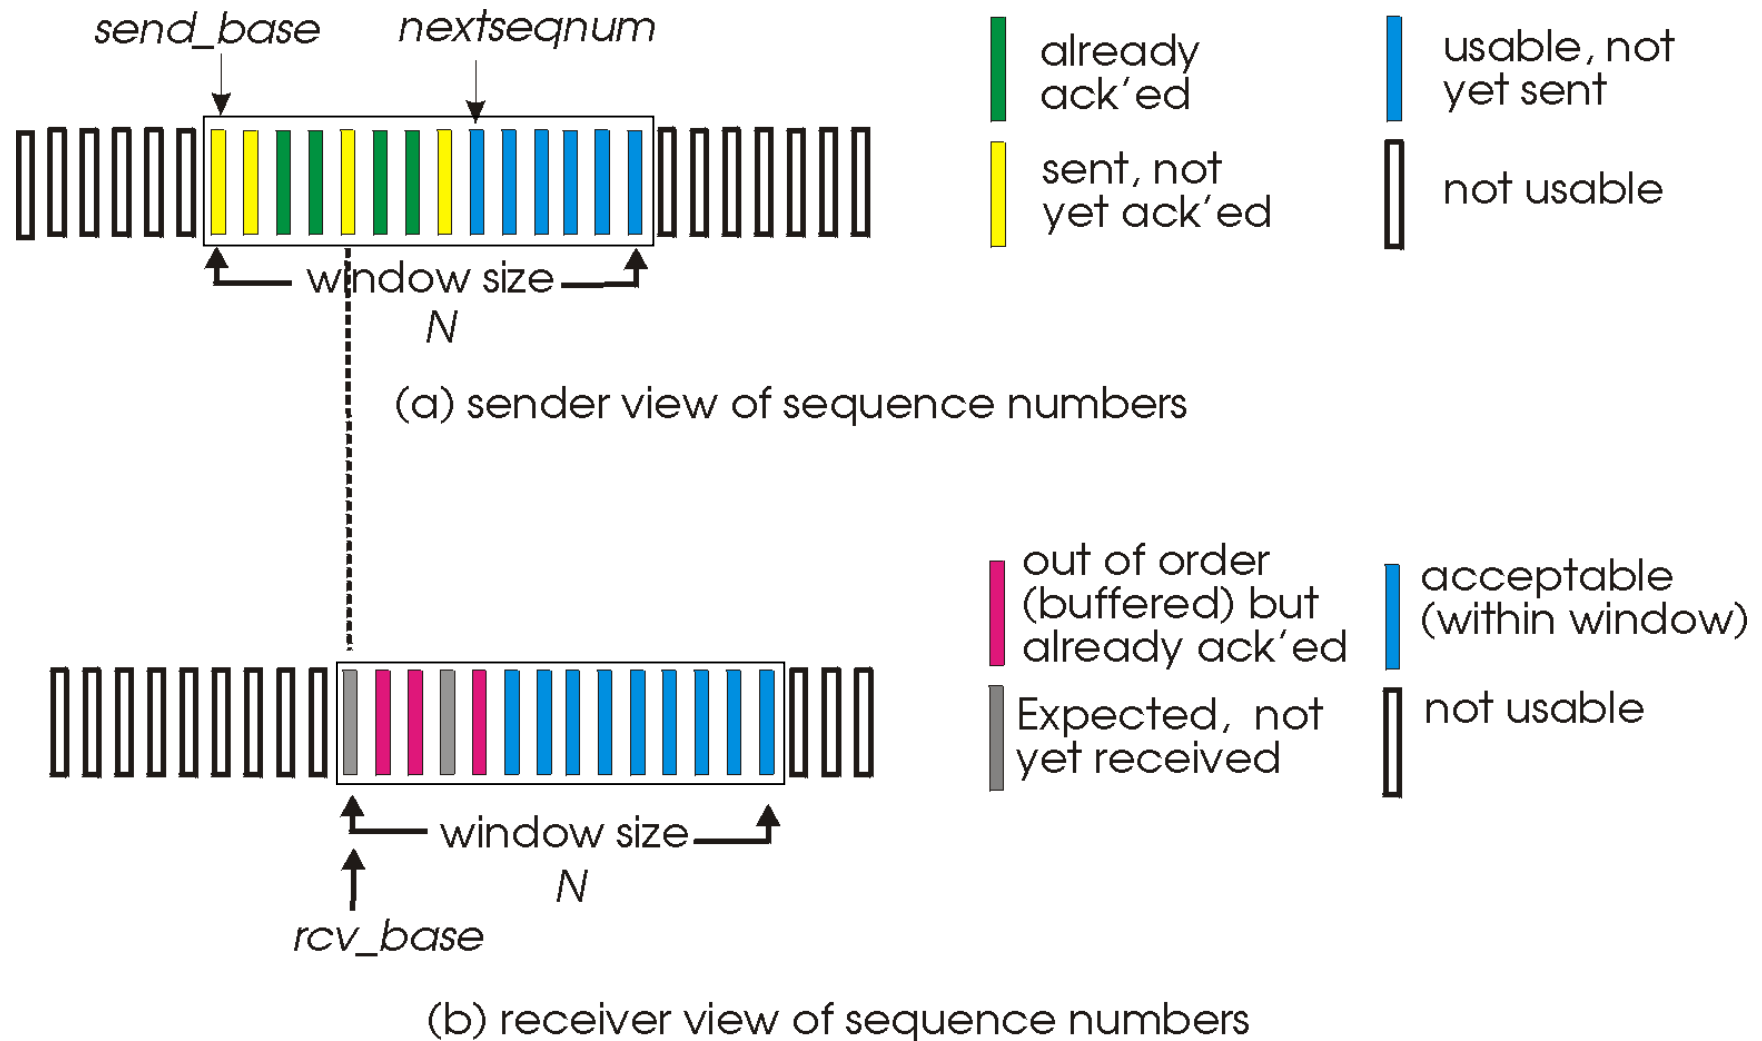 send_base
nextseqnum
already
ack'ed
usable, not
yet sent
sent, not
yet ack'ed
not usable
window size
N
(a) sender view of sequence numbers
out of order
(buffered) but
already ack'ed
acceptable
(within window)
Expected, not
yet received
not usable
window size
N
rcv_base
(b) receiver view of sequence numbers